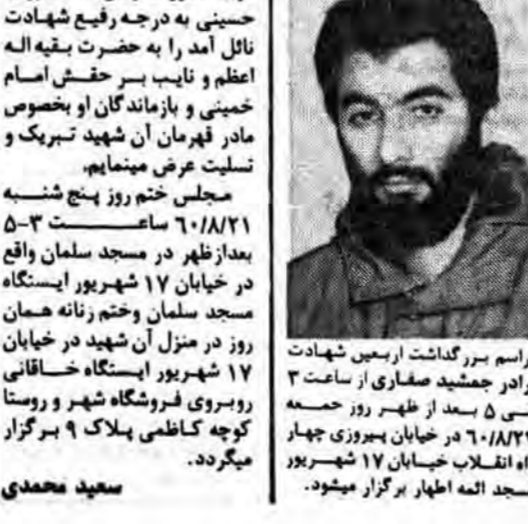 حسینی به درجه رفیع شهادت
نائل آمد را به حضرت بقیه اله
اعظم و نایب بر حقش امام
خمینی و بازماندگان او بخصوص
مادر قهرمان آن شهید تبریک و
تسلیت عرض مینمایم.
مجلس ختم روز پنج شنبه
۶۰/۸/۲۱ ساعت ۳-۵
بعدازظهر در مسجد سلمان واقع
در خیابان ۱۷ شهریور ایستگاه
مسجد سلمان وختم زنانه همان
روز در منزل آن شهید در خیابان
۱۷ شهریور ایستگاه خاقانی
روبروی فروشگاه شهر و روستا
کوچه کاظمی پلاک ۹ برگزار
میگردد.
سعید محمدی
راسم بزرگداشت اربعین شهادت
رادر جمشید صفاری از ساعت ۳
ی ۵ بعد از ظهر روز جمعه
در خیابان پیروزی چهار
اه انقلاب خیابان ۱۷ شهریور
سجد ائمه اطهار برگزار میشود.